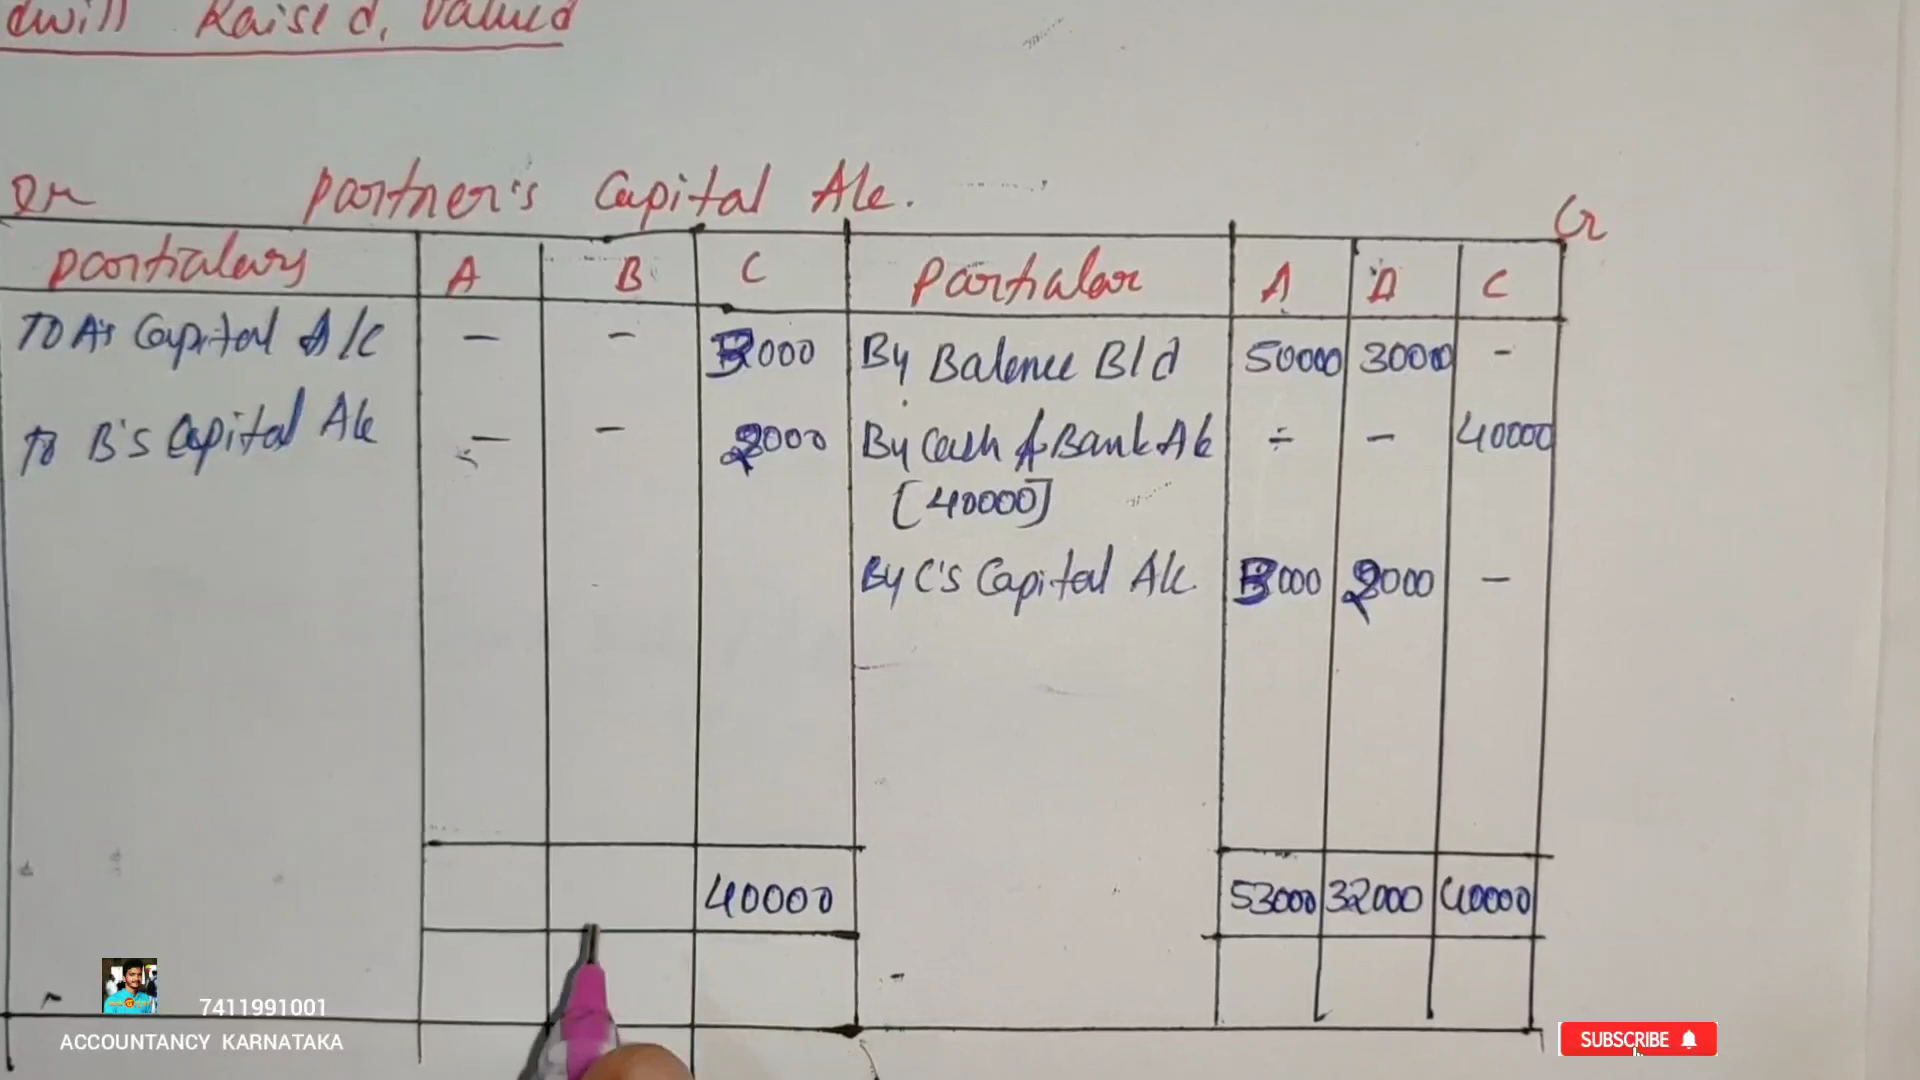 dwill Raised, Valued
Dr Partner's Capital A/c. Cr
Particulars A B C Particular A B C
To A's Capital A/c - - 3000 By Balance B/d 50000 30000 -
To B's Capital A/c - - 2000 By Cash & Bank A/c - - 40000
[40000]
By C's Capital A/c 3000 2000 -
40000 53000 32000 40000
7411991001
ACCOUNTANCY KARNATAKA
SUBSCRIBE